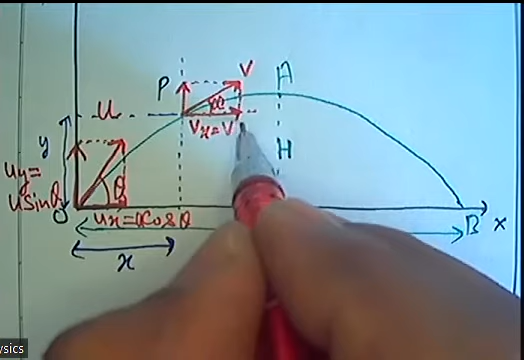 P V A
U
α
Vx=V
y
H
uy=
uSinθ
θ
O ux=uCosθ B x
x
ysics